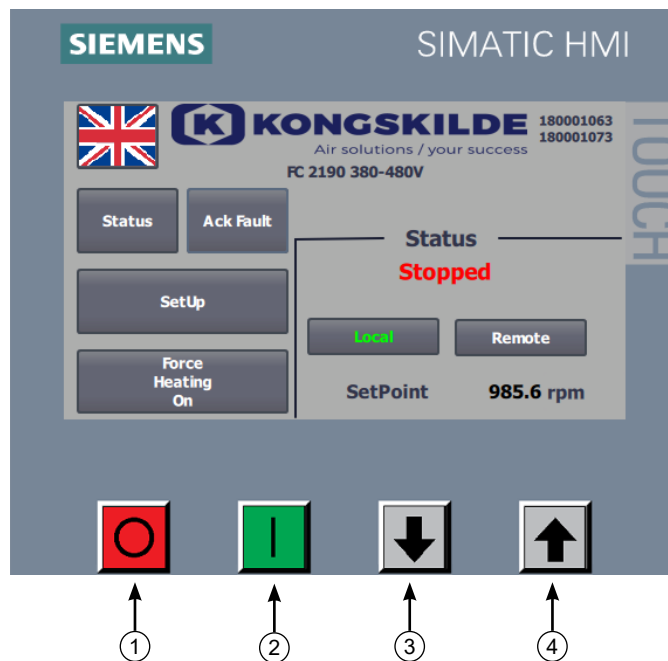 SIEMENS
SIMATIC HMI
TOUCH
K KONGSKILDE
Air solutions / your success
180001063
180001073
FC 2190 380-480V
Status
Ack Fault
SetUp
Force
Heating
On
Status
Stopped
Local
Remote
SetPoint 985.6 rpm
1
2
3
4